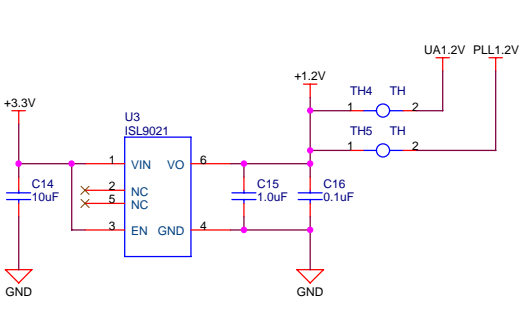 UA1.2V PLL1.2V
+1.2V
TH4 TH
1 2
+3.3V
U3
ISL9021
TH5 TH
1 2
1 VIN VO 6
2 NC
5 NC
3 EN GND 4
C14
10uF
C15
1.0uF
C16
0.1uF
GND
GND